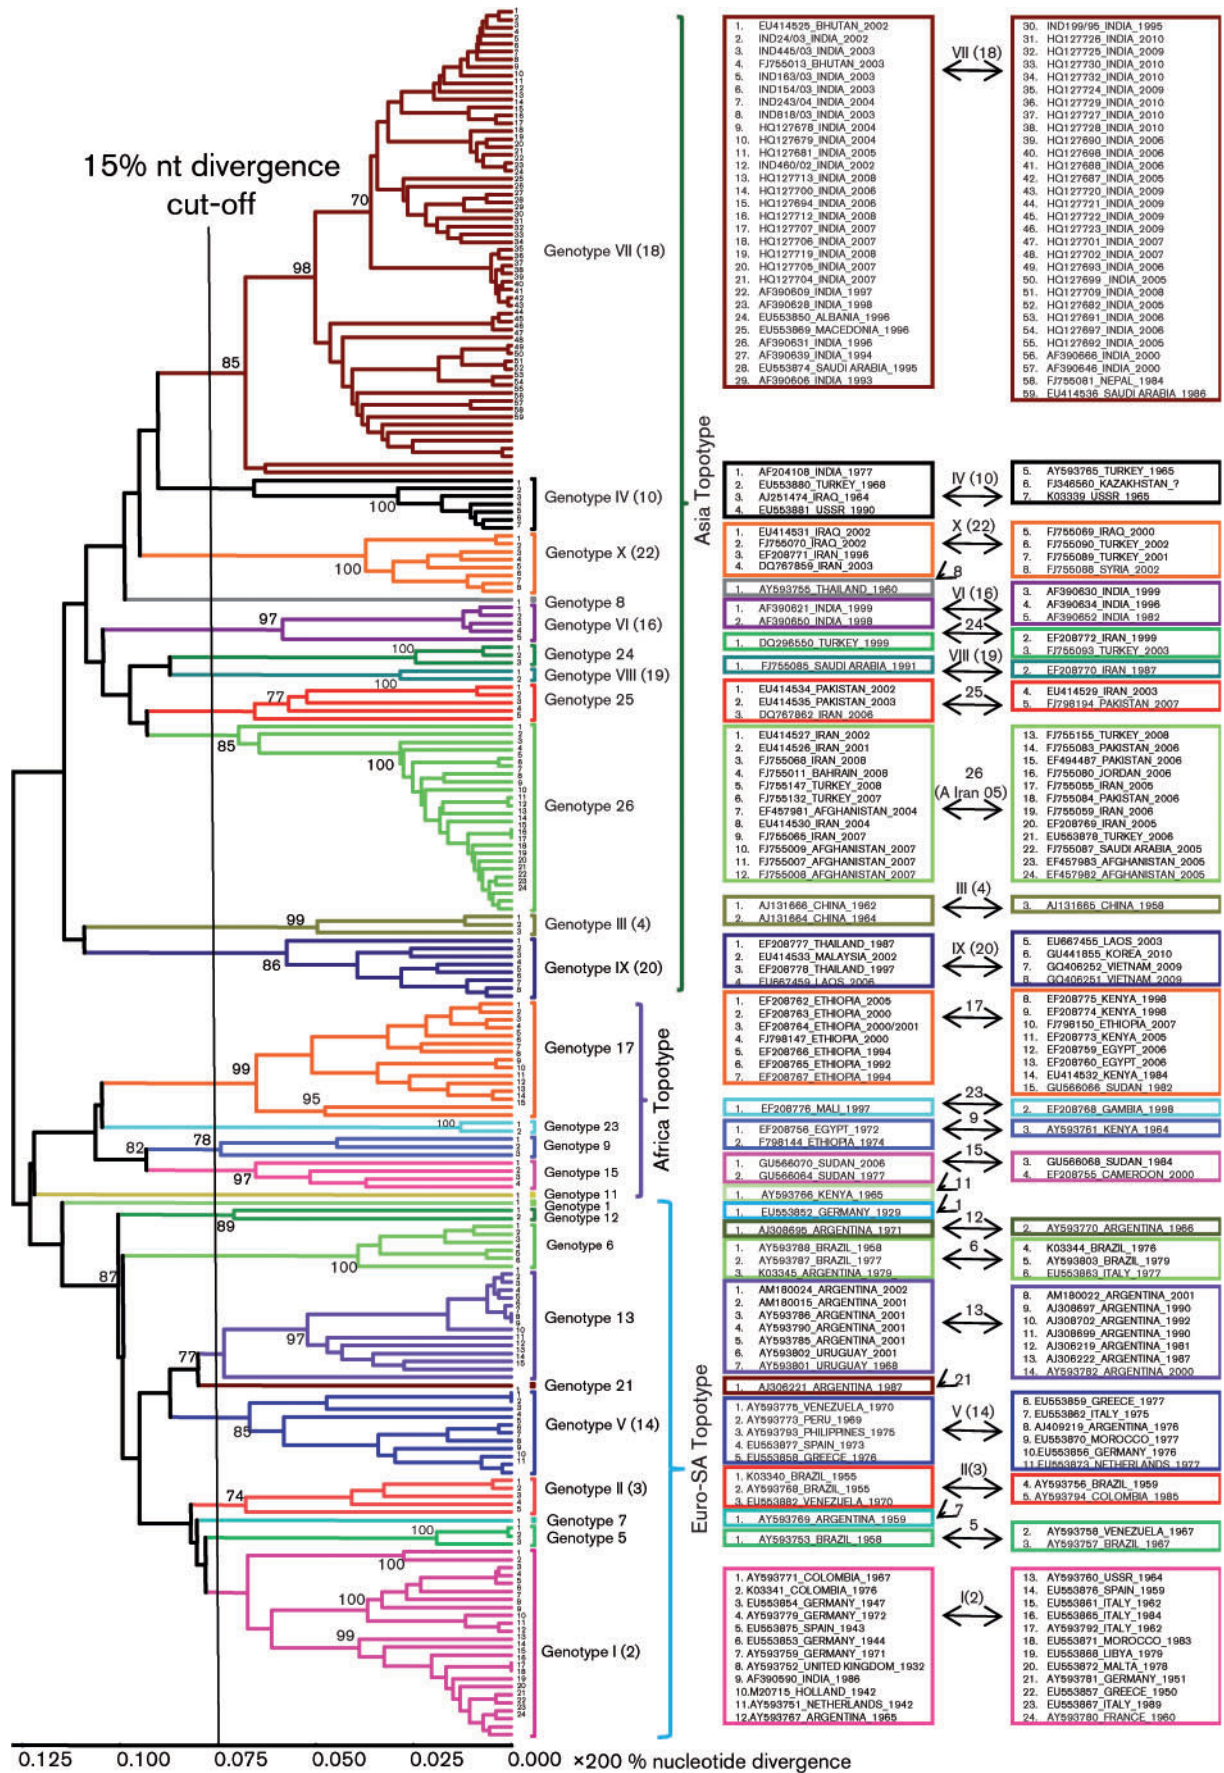 15% nt divergence
cut-off
70
98
85
100
100
97
100
100
77
85
100
99
86
99
95
100
82
78
97
89
100
87
97
77
85
74
100
100
100
99
Genotype VII (18)
Genotype IV (10)
Genotype X (22)
Genotype 8
Genotype VI (16)
Genotype 24
Genotype VIII (19)
Genotype 25
Genotype 26
Genotype III (4)
Genotype IX (20)
Genotype 17
Genotype 23
Genotype 9
Genotype 15
Genotype 11
Genotype 1
Genotype 12
Genotype 6
Genotype 13
Genotype 21
Genotype V (14)
Genotype II (3)
Genotype 7
Genotype 5
Genotype I (2)
Asia Topotype
Africa Topotype
Euro-SA Topotype
VII (18)
1. EU414525_BHUTAN_2002
2. IND24/03_INDIA_2002
3. IND445/03_INDIA_2003
4. FJ755013_BHUTAN_2003
5. IND163/03_INDIA_2003
6. IND154/03_INDIA_2003
7. IND243/04_INDIA_2004
8. IND818/03_INDIA_2003
9. HQ127678_INDIA_2004
10. HQ127679_INDIA_2004
11. HQ127681_INDIA_2005
12. IND460/02_INDIA_2002
13. HQ127713_INDIA_2008
14. HQ127700_INDIA_2006
15. HQ127694_INDIA_2006
16. HQ127712_INDIA_2008
17. HQ127707_INDIA_2007
18. HQ127706_INDIA_2007
19. HQ127719_INDIA_2008
20. HQ127705_INDIA_2007
21. HQ127704_INDIA_2007
22. AF390609_INDIA_1997
23. AF390628_INDIA_1998
24. EU553850_ALBANIA_1996
25. EU553869_MACEDONIA_1996
26. AF390631_INDIA_1996
27. AF390639_INDIA_1994
28. EU553874_SAUDI ARABIA_1995
29. AF390606_INDIA_1993
30. IND199/95_INDIA_1995
31. HQ127726_INDIA_2010
32. HQ127725_INDIA_2009
33. HQ127730_INDIA_2010
34. HQ127732_INDIA_2010
35. HQ127724_INDIA_2009
36. HQ127729_INDIA_2010
37. HQ127727_INDIA_2010
38. HQ127728_INDIA_2010
39. HQ127690_INDIA_2006
40. HQ127698_INDIA_2006
41. HQ127688_INDIA_2006
42. HQ127687_INDIA_2005
43. HQ127720_INDIA_2009
44. HQ127721_INDIA_2009
45. HQ127722_INDIA_2009
46. HQ127723_INDIA_2009
47. HQ127701_INDIA_2007
48. HQ127702_INDIA_2007
49. HQ127693_INDIA_2006
50. HQ127699_INDIA_2005
51. HQ127709_INDIA_2008
52. HQ127682_INDIA_2005
53. HQ127691_INDIA_2006
54. HQ127697_INDIA_2006
55. HQ127692_INDIA_2005
56. AF390666_INDIA_2000
57. AF390646_INDIA_2000
58. FJ755081_NEPAL_1984
59. EU414536_SAUDI ARABIA_1986
IV (10)
1. AF204108_INDIA_1977
2. EU553880_TURKEY_1968
3. AJ251474_IRAQ_1964
4. EU553881_USSR_1990
5. AY593765_TURKEY_1965
6. FJ346560_KAZAKHSTAN_?
7. K03339_USSR_1965
X (22)
1. EU414531_IRAQ_2002
2. FJ755070_IRAQ_2002
3. EF208771_IRAN_1996
4. DQ767859_IRAN_2003
5. FJ755069_IRAQ_2000
6. FJ755090_TURKEY_2002
7. FJ755089_TURKEY_2001
8. FJ755088_SYRIA_2002
8
1. AY593755_THAILAND_1960
VI (16)
1. AF390621_INDIA_1999
2. AF390650_INDIA_1998
3. AF390630_INDIA_1999
4. AF390634_INDIA_1996
5. AF390652_INDIA_1982
24
1. DQ296550_TURKEY_1999
2. EF208772_IRAN_1999
3. FJ755093_TURKEY_2003
VIII (19)
1. FJ755085_SAUDI ARABIA_1991
2. EF208770_IRAN_1987
25
1. EU414534_PAKISTAN_2002
2. EU414535_PAKISTAN_2003
3. DQ767862_IRAN_2006
4. EU414529_IRAN_2003
5. FJ798194_PAKISTAN_2007
26
(A Iran 05)
1. EU414527_IRAN_2002
2. EU414526_IRAN_2001
3. FJ755068_IRAN_2008
4. FJ755011_BAHRAIN_2008
5. FJ755147_TURKEY_2008
6. FJ755132_TURKEY_2007
7. EF457981_AFGHANISTAN_2004
8. EU414530_IRAN_2004
9. FJ755065_IRAN_2007
10. FJ755009_AFGHANISTAN_2007
11. FJ755007_AFGHANISTAN_2007
12. FJ755008_AFGHANISTAN_2007
13. FJ755155_TURKEY_2008
14. FJ755083_PAKISTAN_2006
15. EF494487_PAKISTAN_2006
16. FJ755080_JORDAN_2006
17. FJ755055_IRAN_2005
18. FJ755084_PAKISTAN_2006
19. FJ755059_IRAN_2006
20. EF208769_IRAN_2005
21. EU553878_TURKEY_2006
22. FJ755087_SAUDI ARABIA_2005
23. EF457983_AFGHANISTAN_2005
24. EF457982_AFGHANISTAN_2005
III (4)
1. AJ131666_CHINA_1962
2. AJ131664_CHINA_1964
3. AJ131665_CHINA_1958
IX (20)
1. EF208777_THAILAND_1987
2. EU414533_MALAYSIA_2002
3. EF208778_THAILAND_1997
4. EU667459_LAOS_2006
5. EU667455_LAOS_2003
6. GU441855_KOREA_2010
7. GQ406252_VIETNAM_2009
8. GQ406251_VIETNAM_2009
17
1. EF208762_ETHIOPIA_2005
2. EF208763_ETHIOPIA_2000
3. EF208764_ETHIOPIA_2000/2001
4. FJ798147_ETHIOPIA_2000
5. EF208766_ETHIOPIA_1994
6. EF208765_ETHIOPIA_1992
7. EF208767_ETHIOPIA_1994
8. EF208775_KENYA_1998
9. EF208774_KENYA_1998
10. FJ798150_ETHIOPIA_2007
11. EF208773_KENYA_2005
12. EF208759_EGYPT_2006
13. EF208760_EGYPT_2006
14. EU414532_KENYA_1984
15. GU566066_SUDAN_1982
23
1. EF208776_MALI_1997
2. EF208768_GAMBIA_1998
9
1. EF208756_EGYPT_1972
2. F798144_ETHIOPIA_1974
3. AY593761_KENYA_1964
15
1. GU566070_SUDAN_2006
2. GU566064_SUDAN_1977
3. GU566068_SUDAN_1984
4. EF208755_CAMEROON_2000
11
1. AY593766_KENYA_1965
1
1. EU553852_GERMANY_1929
12
1. AJ308695_ARGENTINA_1971
2. AY593770_ARGENTINA_1966
6
1. AY593788_BRAZIL_1958
2. AY593787_BRAZIL_1977
3. K03345_ARGENTINA_1979
4. K03344_BRAZIL_1976
5. AY593803_BRAZIL_1979
6. EU553863_ITALY_1977
13
1. AM180024_ARGENTINA_2002
2. AM180015_ARGENTINA_2001
3. AY593786_ARGENTINA_2001
4. AY593790_ARGENTINA_2001
5. AY593785_ARGENTINA_2001
6. AY593802_URUGUAY_2001
7. AY593801_URUGUAY_1968
8. AM180022_ARGENTINA_2001
9. AJ308697_ARGENTINA_1990
10. AJ308702_ARGENTINA_1992
11. AJ308699_ARGENTINA_1990
12. AJ306219_ARGENTINA_1981
13. AJ306222_ARGENTINA_1987
14. AY593782_ARGENTINA_2000
21
1. AJ306221_ARGENTINA_1987
V (14)
1. AY593775_VENEZUELA_1970
2. AY593773_PERU_1969
3. AY593793_PHILIPPINES_1975
4. EU553877_SPAIN_1973
5. EU553858_GREECE_1976
6. EU553859_GREECE_1977
7. EU553862_ITALY_1975
8. AJ409219_ARGENTINA_1976
9. EU553870_MOROCCO_1977
10.EU553856_GERMANY_1976
11.EU553873_NETHERLANDS_1977
II(3)
1. K03340_BRAZIL_1955
2. AY593768_BRAZIL_1955
3. EU553882_VENEZUELA_1970
4. AY593756_BRAZIL_1959
5. AY593794_COLOMBIA_1985
7
1. AY593769_ARGENTINA_1959
5
1. AY593753_BRAZIL_1958
2. AY593758_VENEZUELA_1967
3. AY593757_BRAZIL_1967
I(2)
1. AY593771_COLOMBIA_1967
2. K03341_COLOMBIA_1976
3. EU553854_GERMANY_1947
4. AY593779_GERMANY_1972
5. EU553875_SPAIN_1943
6. EU553853_GERMANY_1944
7. AY593759_GERMANY_1971
8. AY593752_UNITED KINGDOM_1932
9. AF390590_INDIA_1986
10.M20715_HOLLAND_1942
11.AY593751_NETHERLANDS_1942
12.AY593767_ARGENTINA_1965
13. AY593760_USSR_1964
14. EU553876_SPAIN_1959
15. EU553861_ITALY_1962
16. EU553865_ITALY_1984
17. AY593792_ITALY_1962
18. EU553871_MOROCCO_1983
19. EU553868_LIBYA_1979
20. EU553872_MALTA_1978
21. AY593781_GERMANY_1951
22. EU553857_GREECE_1950
23. EU553867_ITALY_1989
24. AY593780_FRANCE_1960
0.125 0.100 0.075 0.050 0.025 0.000 ×200 % nucleotide divergence